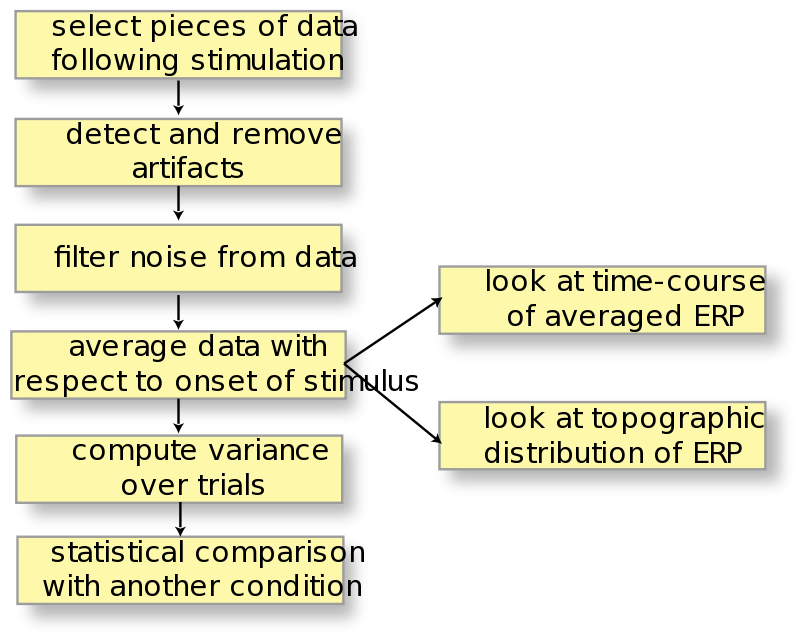 select pieces of data
following stimulation
detect and remove
artifacts
filter noise from data
average data with
respect to onset of stimulus
compute variance
over trials
statistical comparison
with another condition
look at time-course
of averaged ERP
look at topographic
distribution of ERP